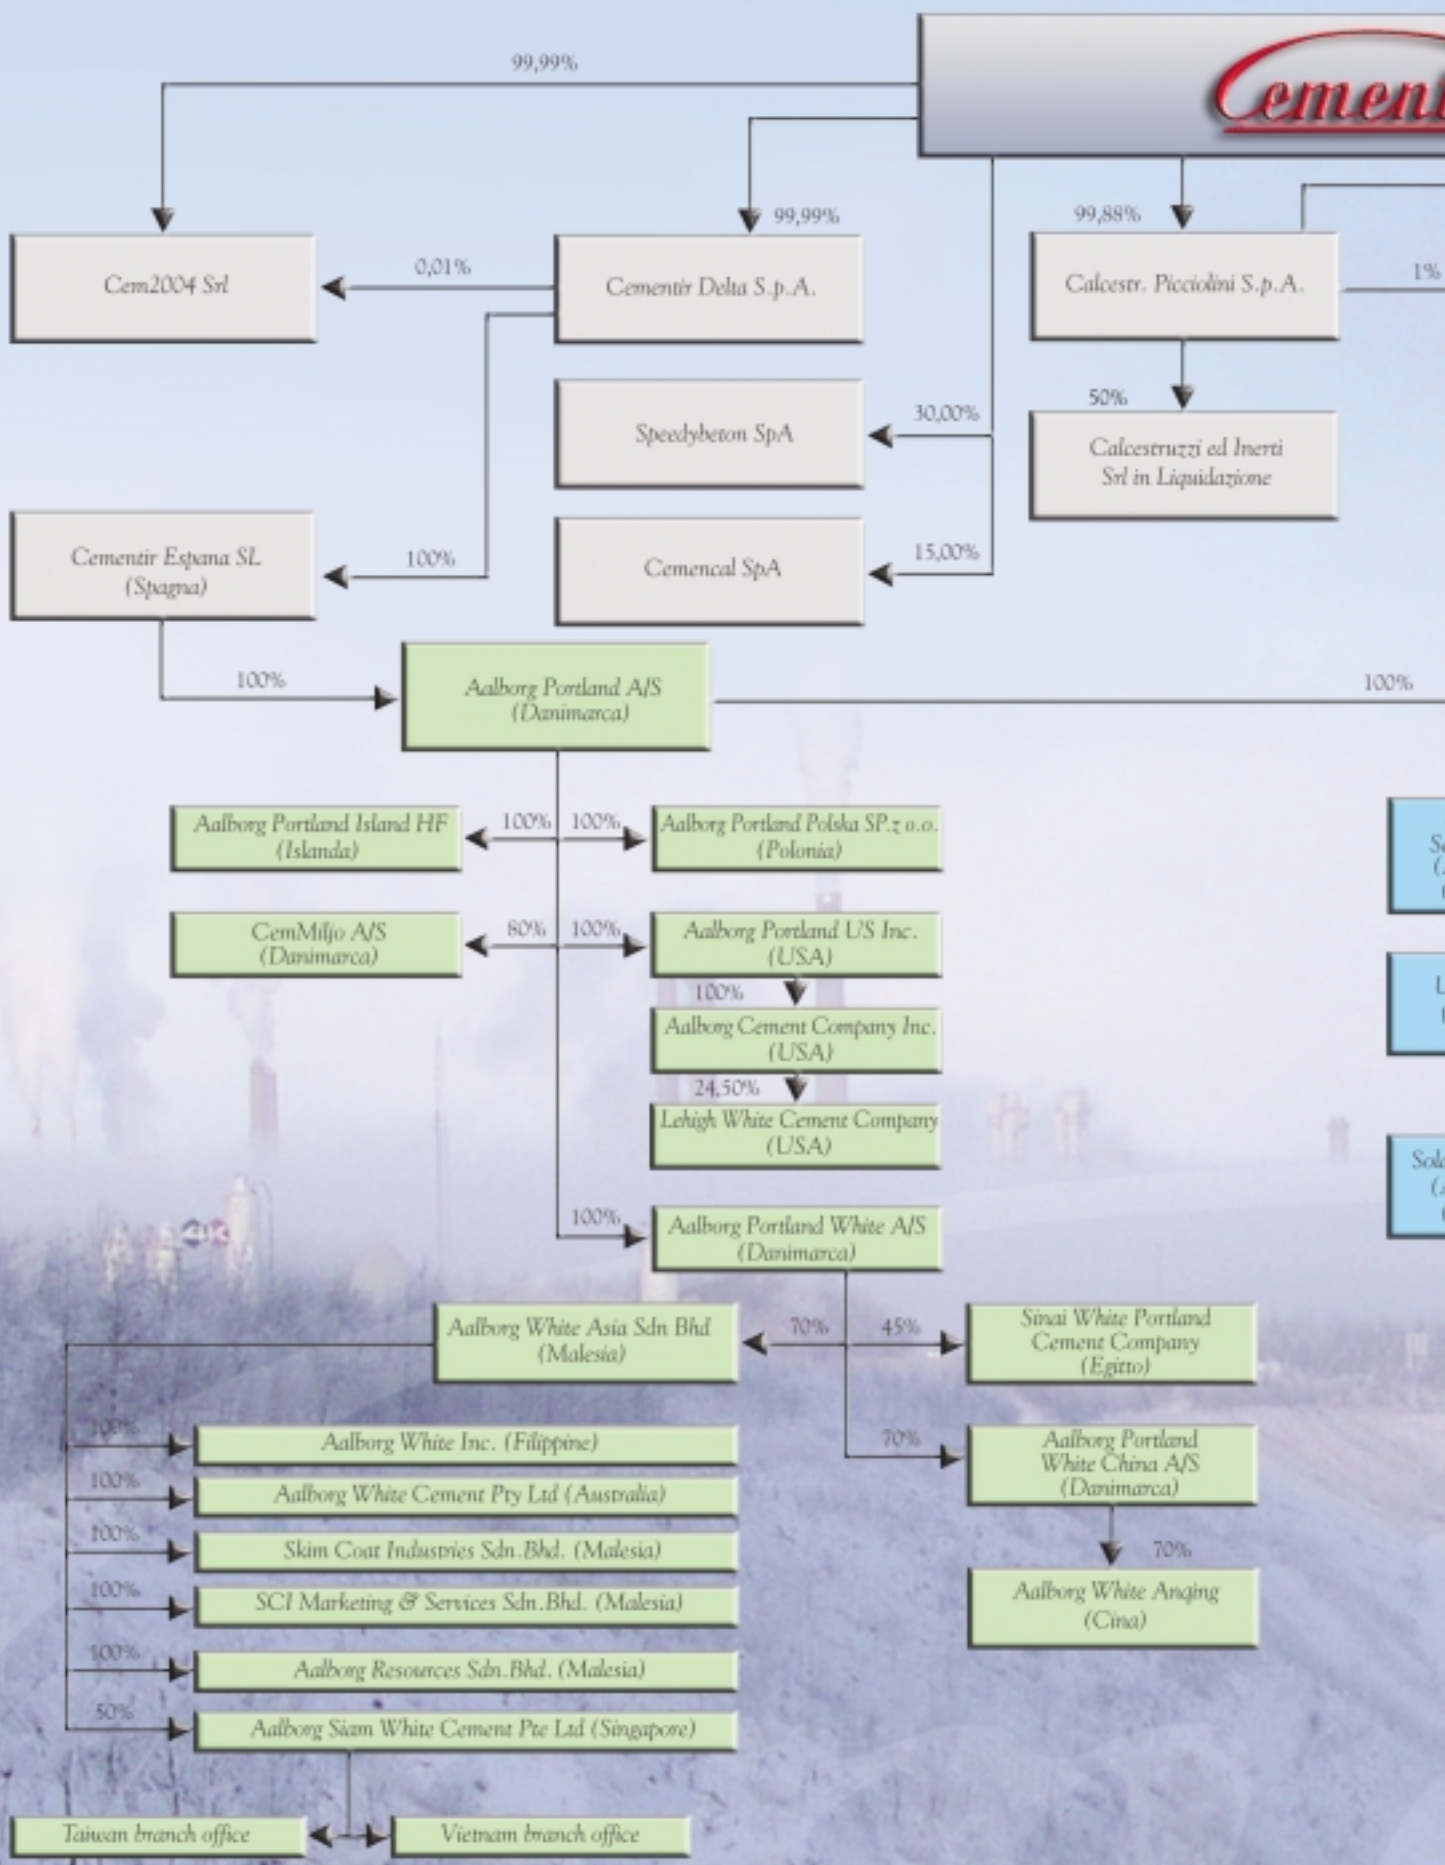 99,99%
Cement
99,99%
99,88%
Cem2004 Srl
0,01%
Cementir Delta S.p.A.
Calcestr. Picciolini S.p.A.
1%
Speedybeton SpA
30,00%
50%
Calcestruzzi ed Inerti
Srl in Liquidazione
Cementir Espana SL
(Spagna)
100%
Cemencal SpA
15,00%
100%
Aalborg Portland A/S
(Danimarca)
100%
Aalborg Portland Island HF
(Islanda)
100%
100%
Aalborg Portland Polska SP.z o.o.
(Polonia)
CemMiljo A/S
(Danimarca)
80%
100%
Aalborg Portland US Inc.
(USA)
100%
Aalborg Cement Company Inc.
(USA)
24,50%
Lehigh White Cement Company
(USA)
100%
Aalborg Portland White A/S
(Danimarca)
Aalborg White Asia Sdn Bhd
(Malesia)
70%
45%
Sinai White Portland
Cement Company
(Egitto)
100%
Aalborg White Inc. (Filippine)
70%
Aalborg Portland
White China A/S
(Danimarca)
100%
Aalborg White Cement Pty Ltd (Australia)
100%
Skim Coat Industries Sdn.Bhd. (Malesia)
70%
Aalborg White Anqing
(Cina)
100%
SCI Marketing & Services Sdn.Bhd. (Malesia)
100%
Aalborg Resources Sdn.Bhd. (Malesia)
50%
Aalborg Siam White Cement Pte Ltd (Singapore)
Taiwan branch office
Vietnam branch office